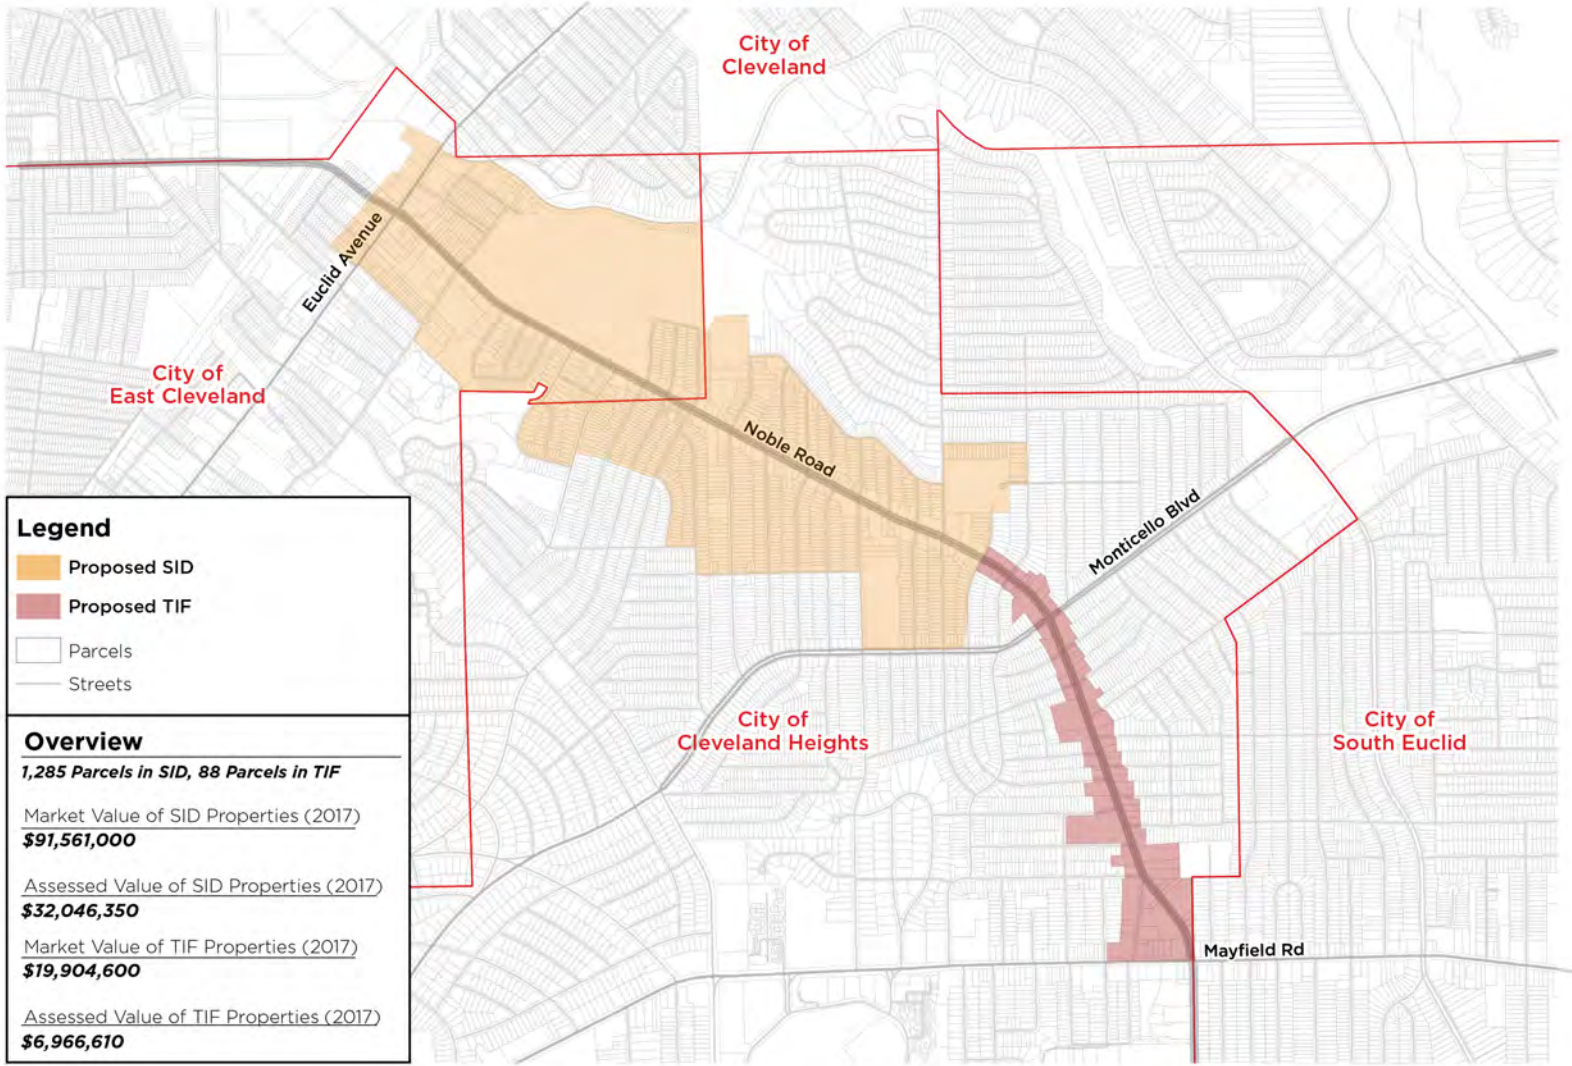 City of
Cleveland
Euclid Avenue
City of
East Cleveland
Noble Road
Monticello Blvd
City of
Cleveland Heights
City of
South Euclid
Mayfield Rd
Legend
Proposed SID
Proposed TIF
Parcels
Streets
Overview
1,285 Parcels in SID, 88 Parcels in TIF
Market Value of SID Properties (2017)
$91,561,000
Assessed Value of SID Properties (2017)
$32,046,350
Market Value of TIF Properties (2017)
$19,904,600
Assessed Value of TIF Properties (2017)
$6,966,610